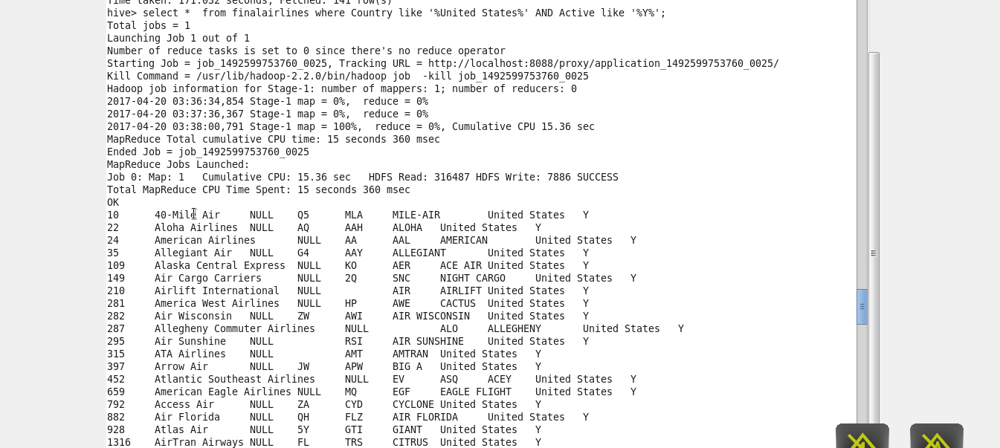 Time taken: 171.032 seconds, Fetched: 141 row(s)
hive> select *  from finalairlines where Country like '%United States%' AND Active like '%Y%';
Total jobs = 1
Launching Job 1 out of 1
Number of reduce tasks is set to 0 since there's no reduce operator
Starting Job = job_1492599753760_0025, Tracking URL = http://localhost:8088/proxy/application_1492599753760_0025/
Kill Command = /usr/lib/hadoop-2.2.0/bin/hadoop job  -kill job_1492599753760_0025
Hadoop job information for Stage-1: number of mappers: 1; number of reducers: 0
2017-04-20 03:36:34,854 Stage-1 map = 0%,  reduce = 0%
2017-04-20 03:37:36,367 Stage-1 map = 0%,  reduce = 0%
2017-04-20 03:38:00,791 Stage-1 map = 100%,  reduce = 0%, Cumulative CPU 15.36 sec
MapReduce Total cumulative CPU time: 15 seconds 360 msec
Ended Job = job_1492599753760_0025
MapReduce Jobs Launched:
Job 0: Map: 1   Cumulative CPU: 15.36 sec   HDFS Read: 316487 HDFS Write: 7886 SUCCESS
Total MapReduce CPU Time Spent: 15 seconds 360 msec
OK
10	40-Mile Air	NULL	Q5	MLA	MILE-AIR	United States	Y
22	Aloha Airlines	NULL	AQ	AAH	ALOHA	United States	Y
24	American Airlines	NULL	AA	AAL	AMERICAN	United States	Y
35	Allegiant Air	NULL	G4	AAY	ALLEGIANT	United States	Y
109	Alaska Central Express	NULL	KO	AER	ACE AIR	United States	Y
149	Air Cargo Carriers	NULL	2Q	SNC	NIGHT CARGO	United States	Y
210	Airlift International	NULL		AIR	AIRLIFT	United States	Y
281	America West Airlines	NULL	HP	AWE	CACTUS	United States	Y
282	Air Wisconsin	NULL	ZW	AWI	AIR WISCONSIN	United States	Y
287	Allegheny Commuter Airlines	NULL		ALO	ALLEGHENY	United States	Y
295	Air Sunshine	NULL		RSI	AIR SUNSHINE	United States	Y
315	ATA Airlines	NULL		AMT	AMTRAN	United States	Y
397	Arrow Air	NULL	JW	APW	BIG A	United States	Y
452	Atlantic Southeast Airlines	NULL	EV	ASQ	ACEY	United States	Y
659	American Eagle Airlines	NULL	MQ	EGF	EAGLE FLIGHT	United States	Y
792	Access Air	NULL	ZA	CYD	CYCLONE	United States	Y
882	Air Florida	NULL	QH	FLZ	AIR FLORIDA	United States	Y
928	Atlas Air	NULL	5Y	GTI	GIANT	United States	Y
1316	AirTran Airways	NULL	FL	TRS	CITRUS	United States	Y